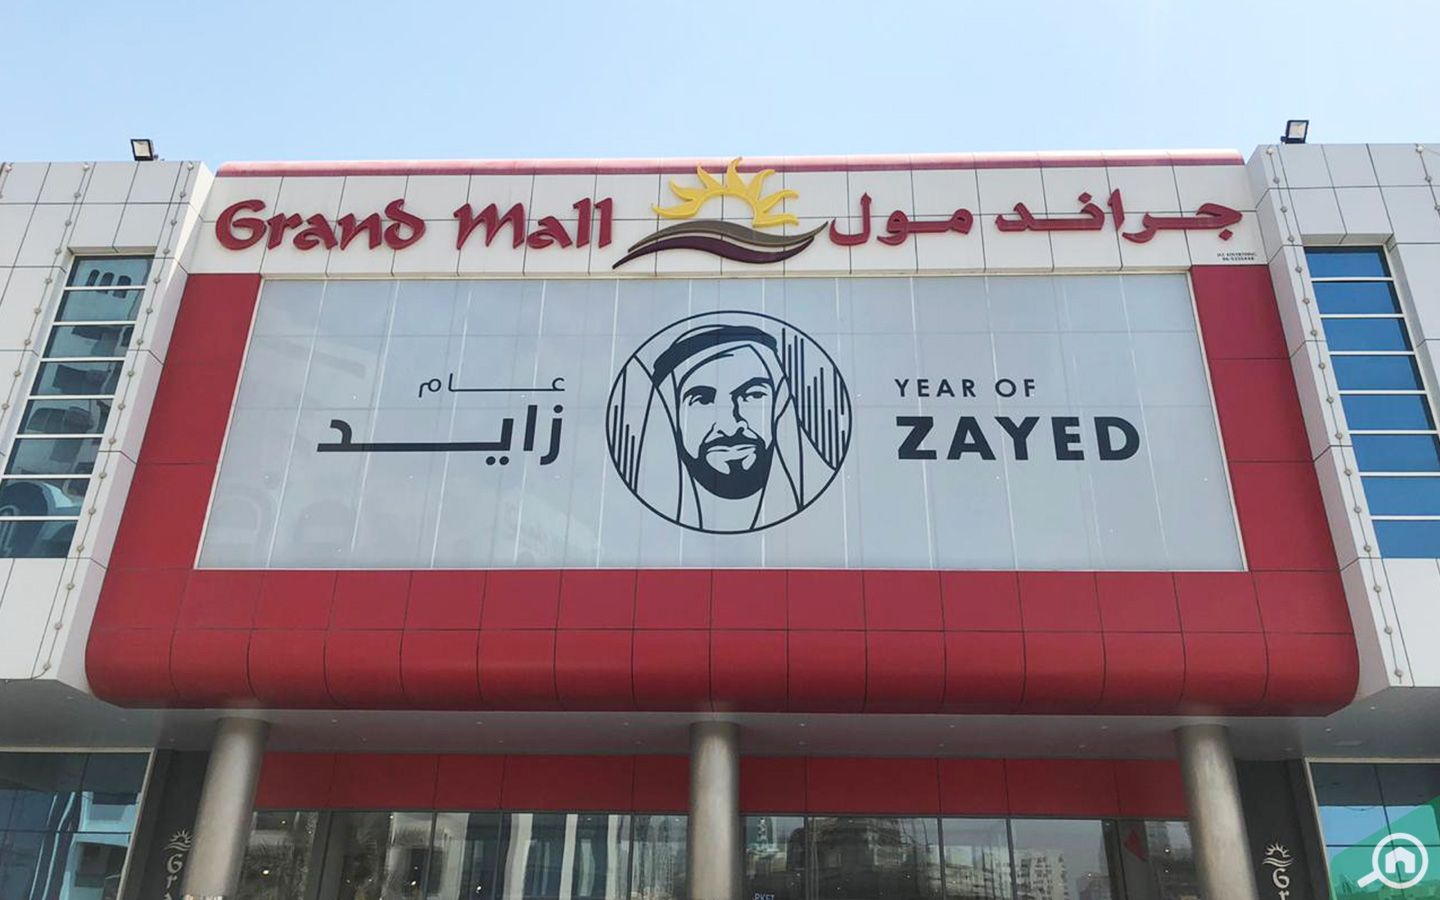 Grand Mall جراند مول
عام
زايد
YEAR OF
ZAYED